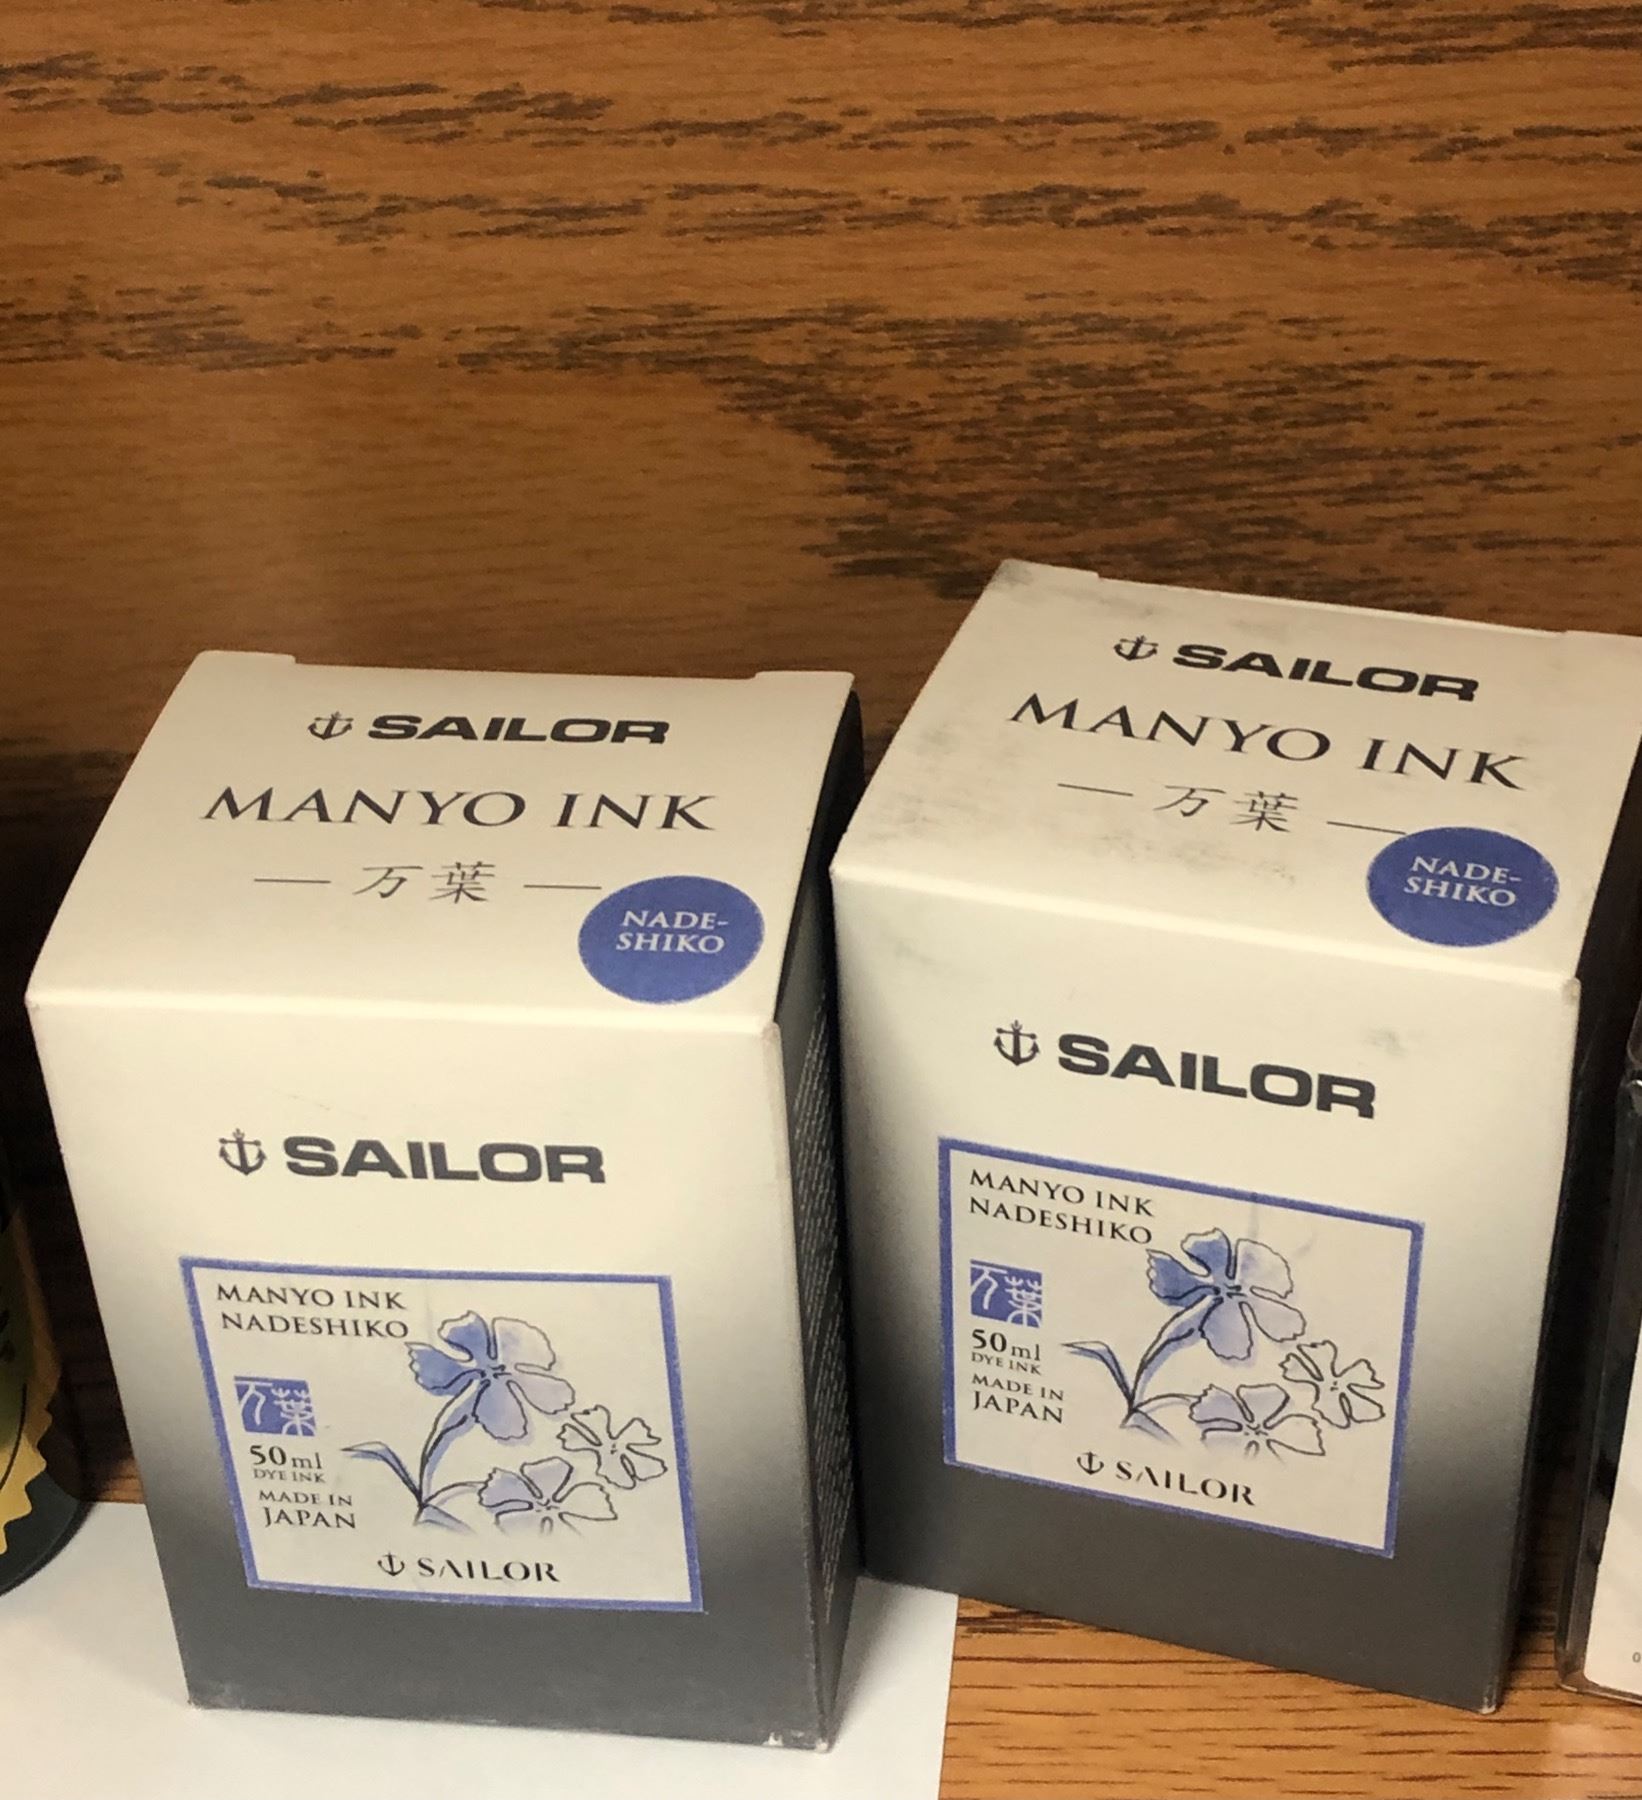 SAILOR
MANYO INK
— 万葉 —
NADE-
SHIKO
SAILOR
MANYO INK
NADESHIKO
万葉
50ml
DYE INK
MADE IN
JAPAN
SAILOR
SAILOR
MANYO INK
— 万葉 —
NADE-
SHIKO
SAILOR
MANYO INK
NADESHIKO
万葉
50ml
DYE INK
MADE IN
JAPAN
SAILOR